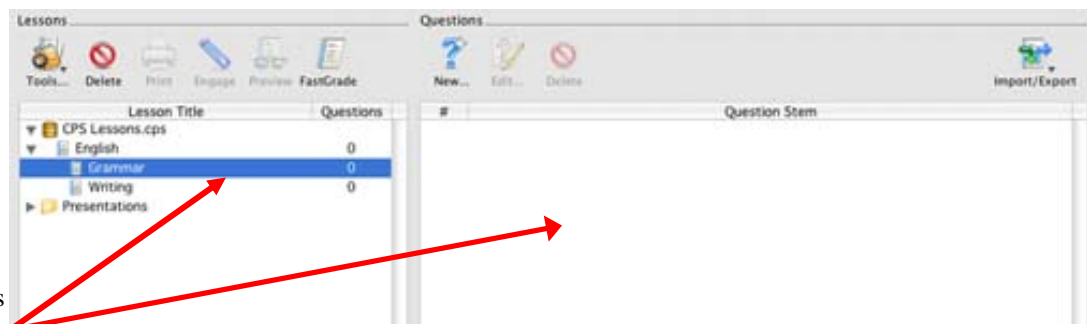 Lessons
Questions
Tools... Delete Print Engage Preview FastGrade
New... Edit... Delete
Import/Export
Lesson Title Questions
# Question Stem
CPS Lessons.cps
English 0
Grammar 0
Writing 0
Presentations
s